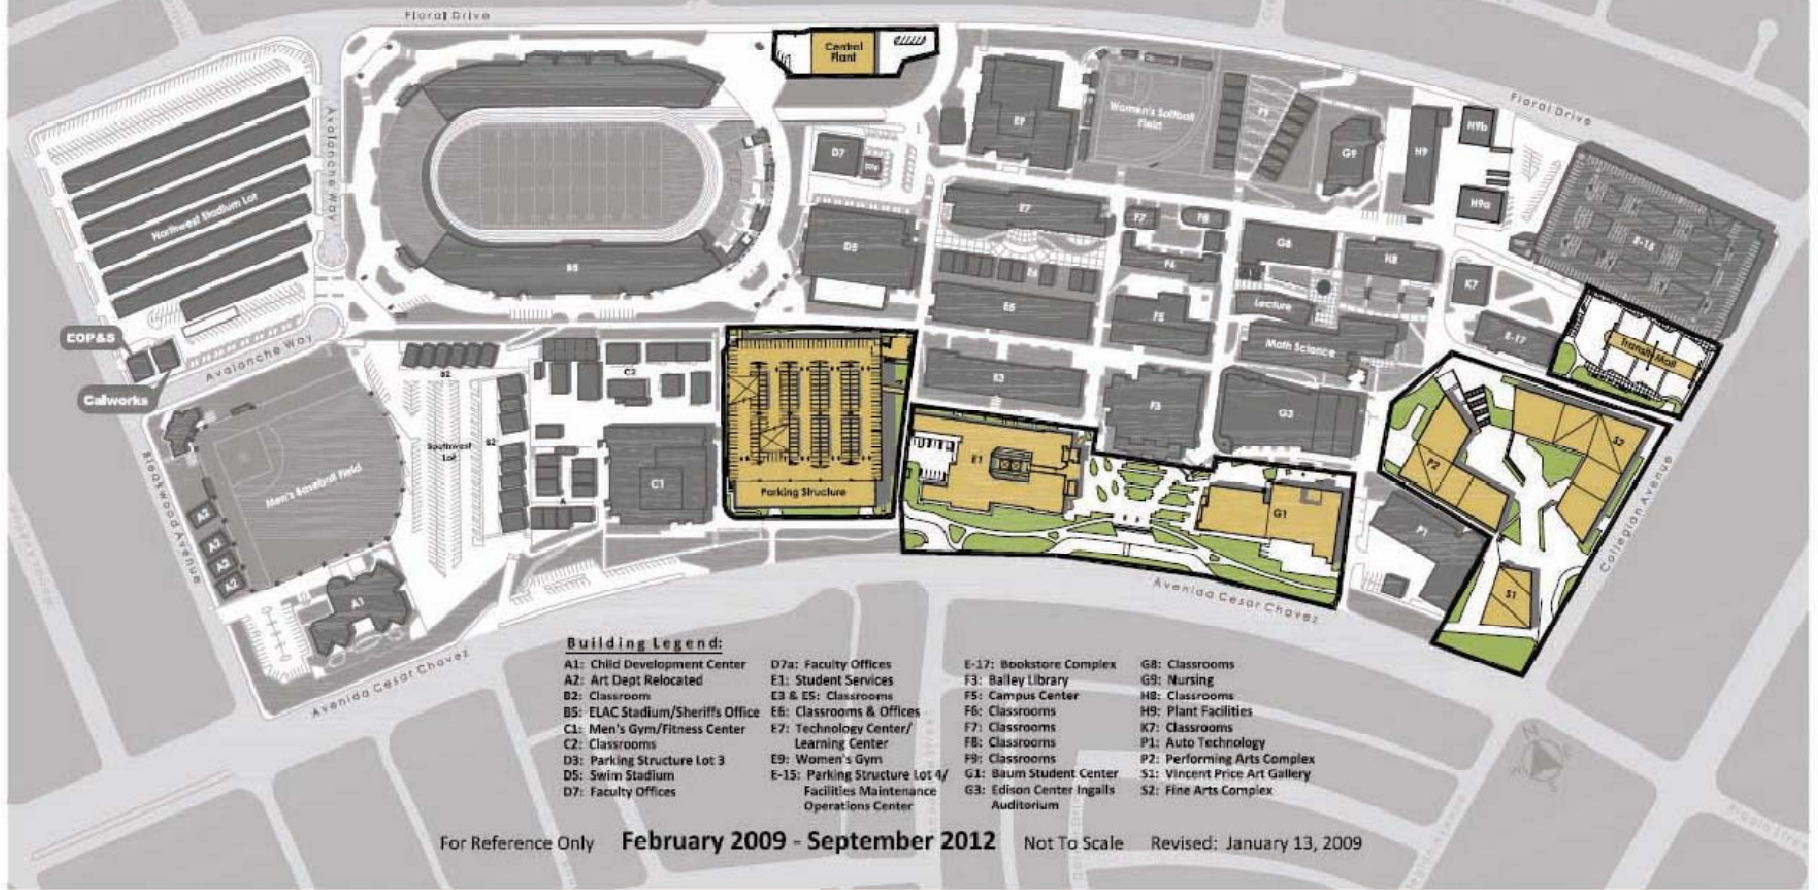 Floral Drive
Central
Plant
Floral Drive
Avalanche Way
Northwest Stadium Lot
D7
D7a
E9
Women's Softball
Field
F9
G9
H9
H9b
H9a
E7
F7
F8
D5
G8
H8
F6
E6
B5
K7
E5
F5
Lecture
Math Science
E-17
Transit Mall
EOP&S
Calworks
Avalanche Way
B2
C2
E3
F3
G3
Southwest
Lot
B2
Men's Baseball Field
C1
Parking Structure
A
E1
G1
P1
P2
S2
S1
Bleakwood Avenue
A2
A2
A2
A2
A1
Collegian Avenue
Avenida Cesar Chavez
Avenida Cesar Chavez
Building Legend:
A1: Child Development Center
A2: Art Dept Relocated
B2: Classroom
B5: ELAC Stadium/Sheriff's Office
C1: Men's Gym/Fitness Center
C2: Classrooms
D3: Parking Structure Lot 3
D5: Swim Stadium
D7: Faculty Offices
D7a: Faculty Offices
E1: Student Services
E3 & E5: Classrooms
E6: Classrooms & Offices
E7: Technology Center/
Learning Center
E9: Women's Gym
E-15: Parking Structure Lot 4/
Facilities Maintenance
Operations Center
E-17: Bookstore Complex
F3: Bailey Library
F5: Campus Center
F6: Classrooms
F7: Classrooms
F8: Classrooms
F9: Classrooms
G1: Baum Student Center
G3: Edison Center Ingalls
Auditorium
G8: Classrooms
G9: Nursing
H8: Classrooms
H9: Plant Facilities
K7: Classrooms
P1: Auto Technology
P2: Performing Arts Complex
S1: Vincent Price Art Gallery
S2: Fine Arts Complex
For Reference Only February 2009 - September 2012 Not To Scale Revised: January 13, 2009